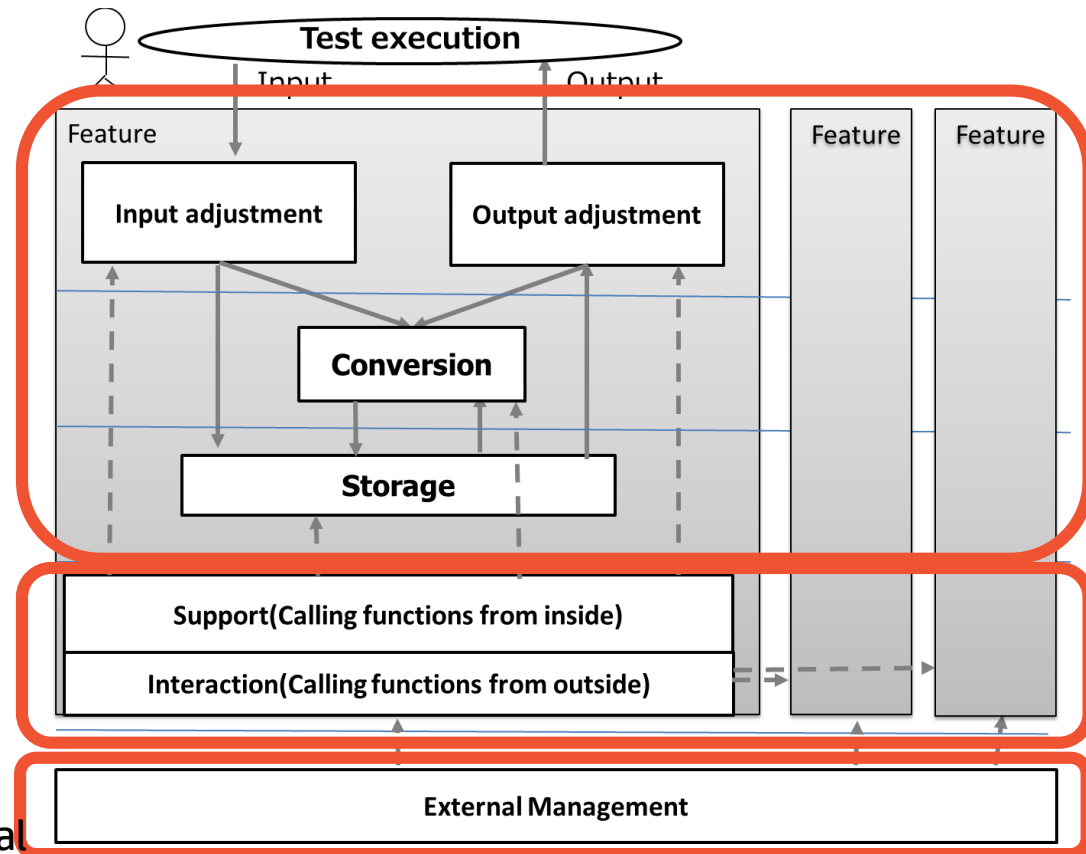 Test execution
Input
Output
Feature
Feature
Feature
Input adjustment
Output adjustment
Conversion
Storage
Support(Calling functions from inside)
Interaction(Calling functions from outside)
External Management
al